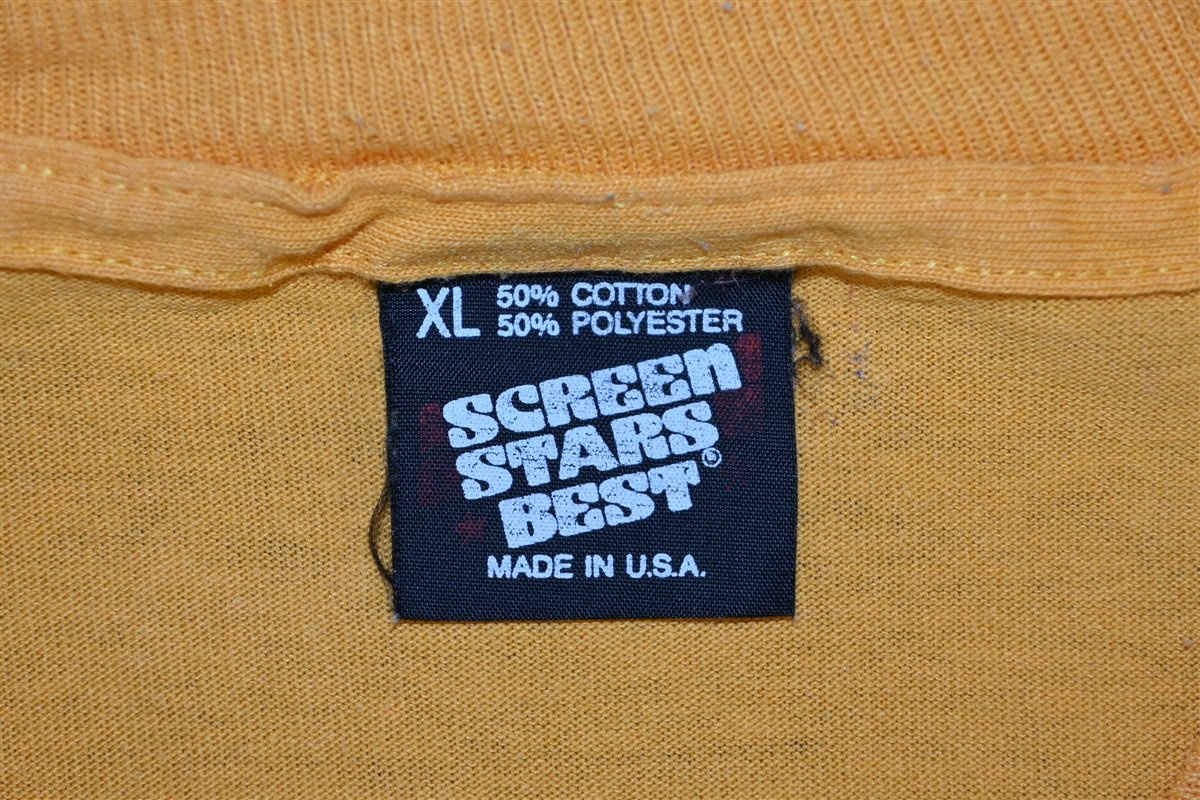 XL 50% COTTON
50% POLYESTER
SCREEN
STARS
BEST®
MADE IN U.S.A.